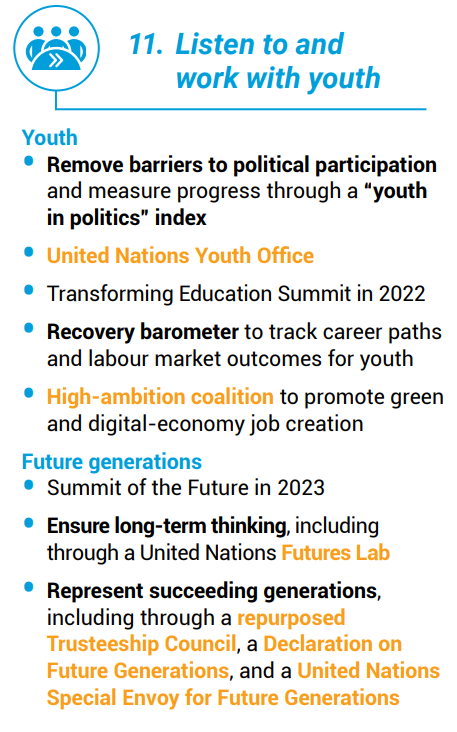 11. Listen to and
work with youth
Youth
• Remove barriers to political participation
and measure progress through a “youth
in politics” index
• United Nations Youth Office
• Transforming Education Summit in 2022
• Recovery barometer to track career paths
and labour market outcomes for youth
• High-ambition coalition to promote green
and digital-economy job creation
Future generations
• Summit of the Future in 2023
• Ensure long-term thinking, including
through a United Nations Futures Lab
• Represent succeeding generations,
including through a repurposed
Trusteeship Council, a Declaration on
Future Generations, and a United Nations
Special Envoy for Future Generations